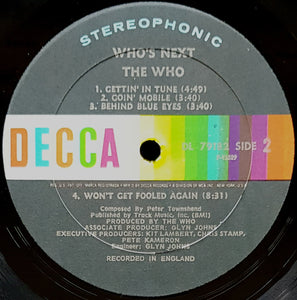 STEREOPHONIC
WHO'S NEXT
THE WHO
1. GETTIN' IN TUNE (4:49)
2. GOIN' MOBILE (3:40)
3. BEHIND BLUE EYES (3:40)
DECCA
DL 79182 SIDE 2
4. WON'T GET FOOLED AGAIN (8:31)
Composed By Peter Townshend
Published by Track Music, Inc. (BMI)
Produced BY THE WHO
ASSOCIATE PRODUCER: GLYN JOHNS
EXECUTIVE PRODUCERS: KIT LAMBERT, CHRIS STAMP,
PETE KAMERON
Engineer: GLYN JOHNS
RECORDED IN ENGLAND